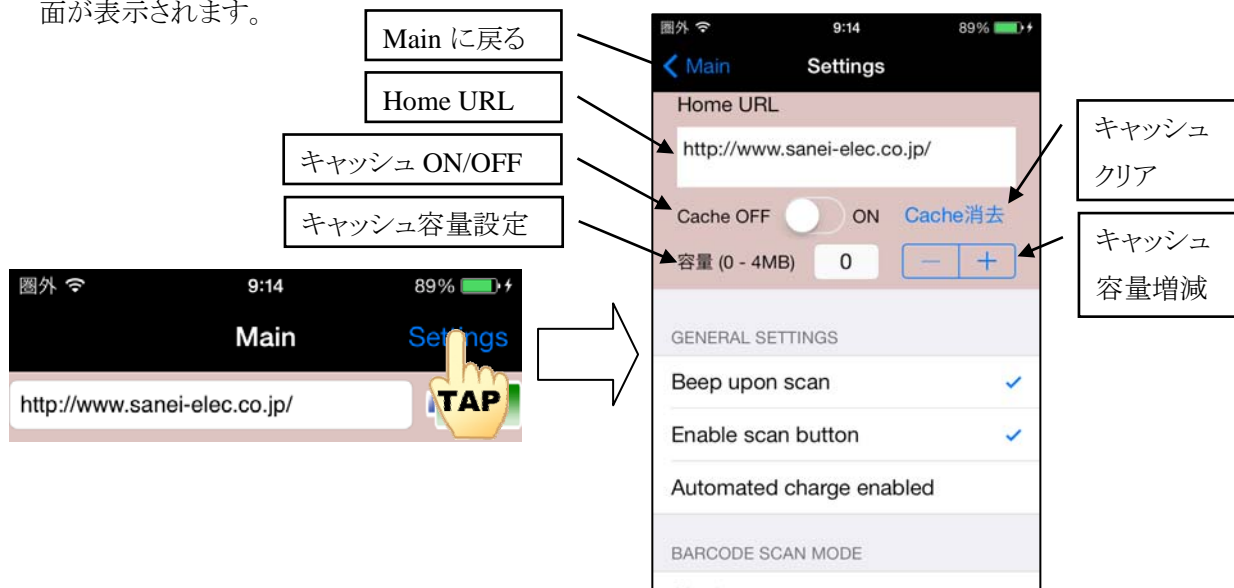 面が表示されます。
Main に戻る
Home URL
キャッシュ ON/OFF
キャッシュ容量設定
圏外 9:14 89%
Main Settings
http://www.sanei-elec.co.jp/
TAP
圏外 9:14 89%
Main Settings
Home URL
http://www.sanei-elec.co.jp/
Cache OFF ON Cache消去
容量 (0 - 4MB) 0 － ＋
GENERAL SETTINGS
Beep upon scan
Enable scan button
Automated charge enabled
BARCODE SCAN MODE
キャッシュ
クリア
キャッシュ
容量増減